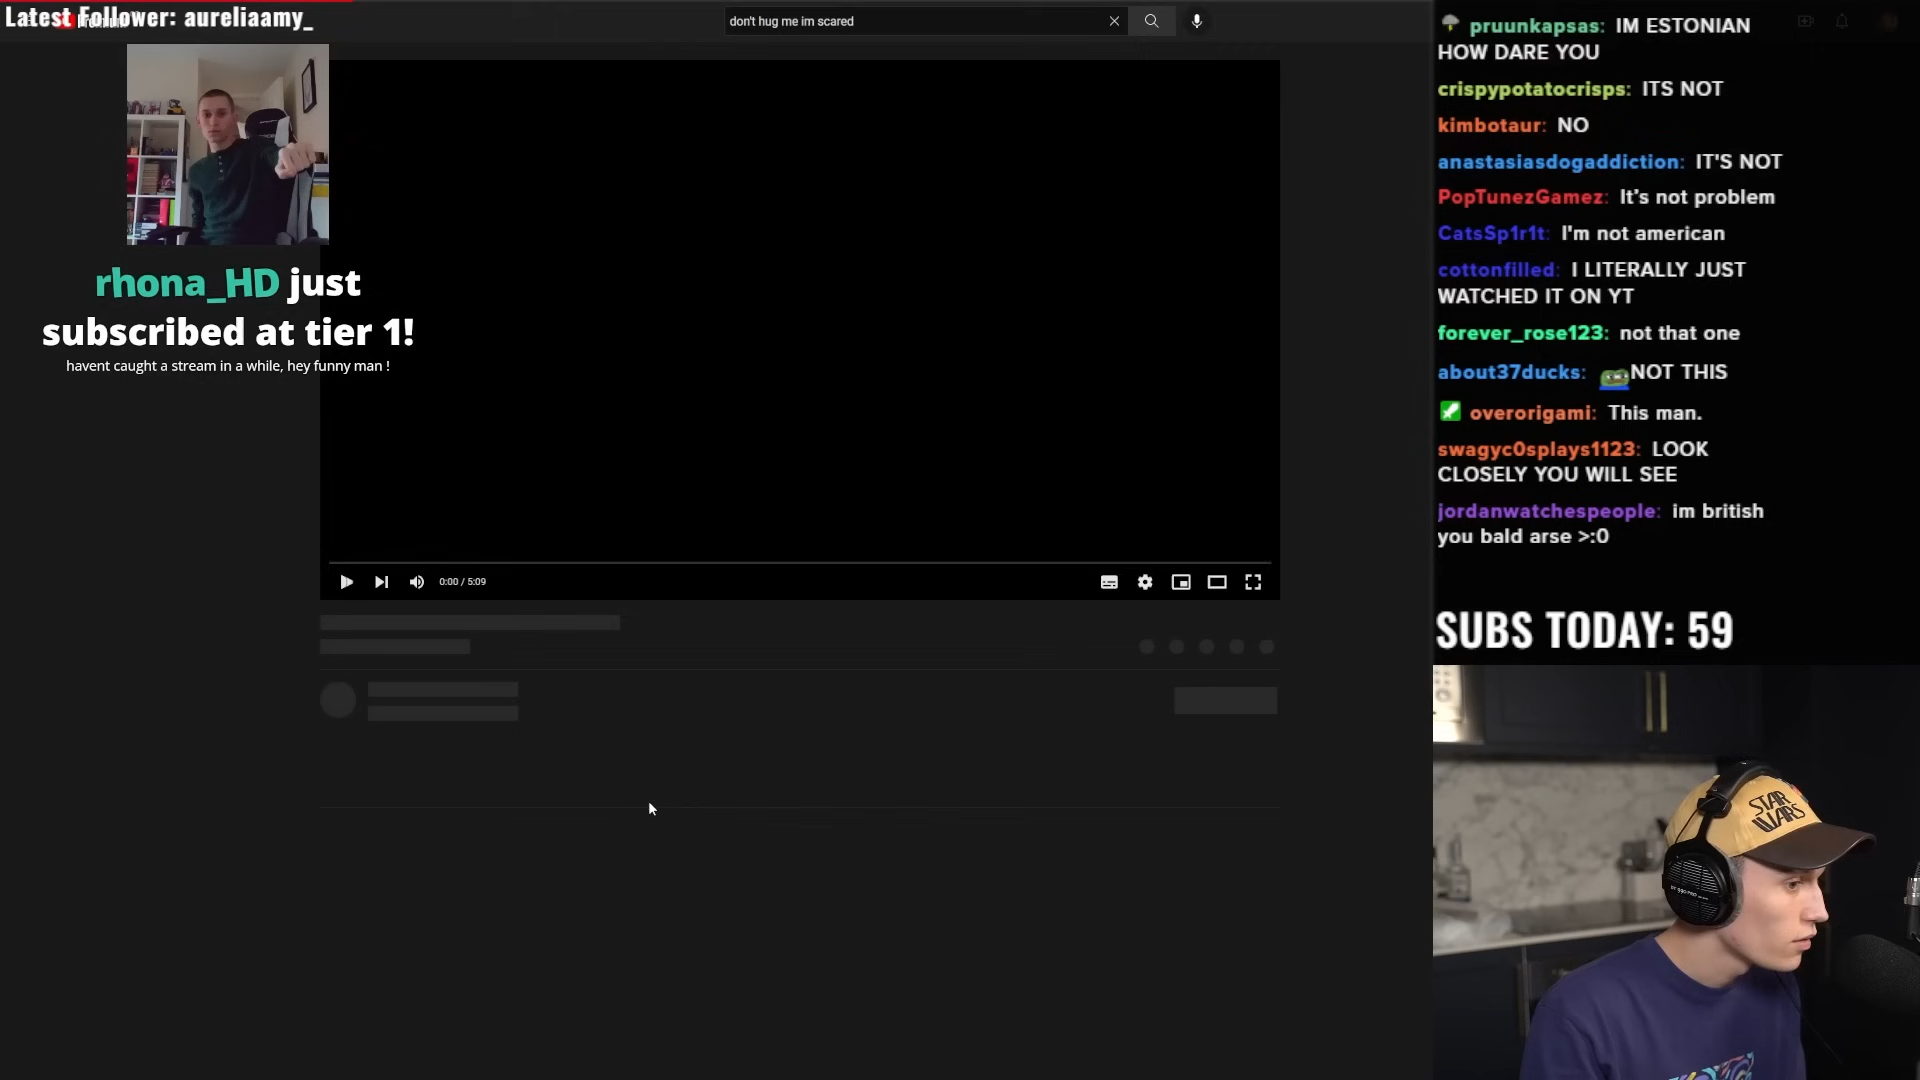 Latest Follower: aureliaamy_
don't hug me im scared
rhona_HD just
subscribed at tier 1!
havent caught a stream in a while, hey funny man !
0:00 / 5:09
pruunkapsas: IM ESTONIAN
HOW DARE YOU
crispypotatocrisps: ITS NOT
kimbotaur: NO
anastasiasdogaddiction: IT'S NOT
PopTunezGamez: It's not problem
CatsSp1r1t: I'm not american
cottonfilled: I LITERALLY JUST
WATCHED IT ON YT
forever_rose123: not that one
about37ducks: NOT THIS
overorigami: This man.
swagyc0splays1123: LOOK
CLOSELY YOU WILL SEE
jordanwatchespeople: im british
you bald arse >:0
SUBS TODAY: 59
STAR
WARS